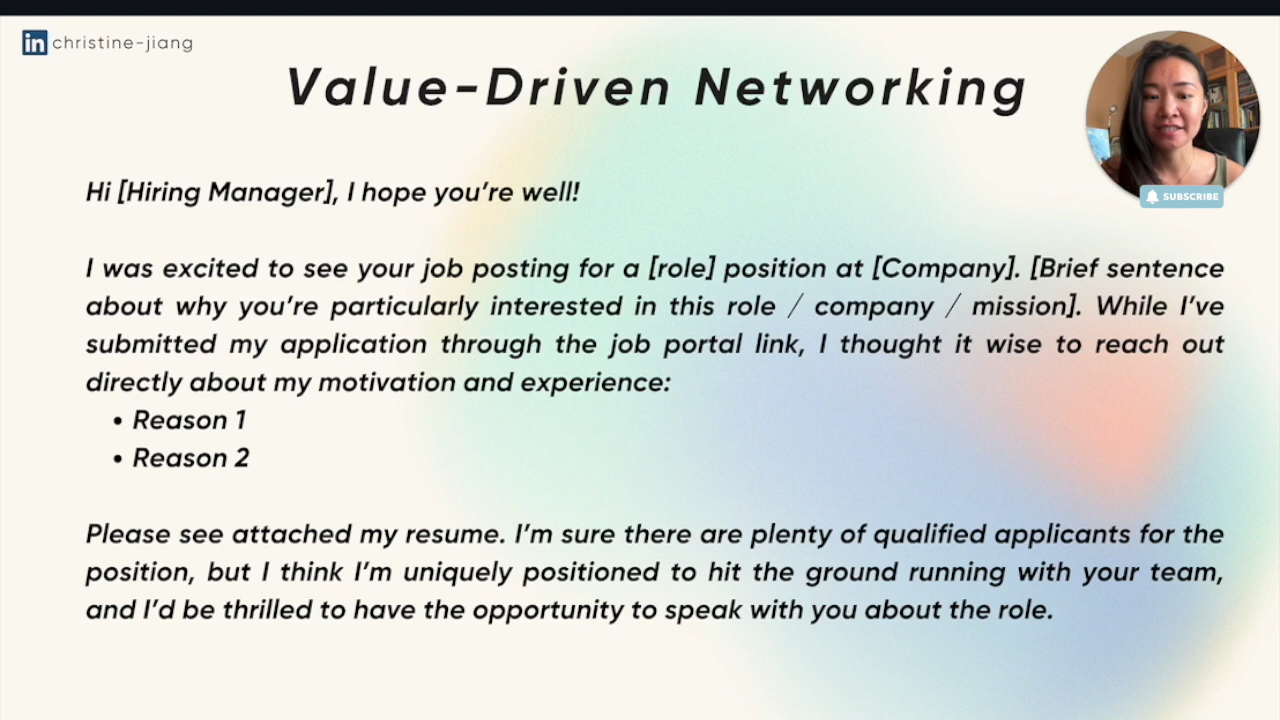 in christine-jiang
Value-Driven Networking
SUBSCRIBE
Hi [Hiring Manager], I hope you're well!
I was excited to see your job posting for a [role] position at [Company]. [Brief sentence
about why you're particularly interested in this role / company / mission]. While I've
submitted my application through the job portal link, I thought it wise to reach out
directly about my motivation and experience:
• Reason 1
• Reason 2
Please see attached my resume. I'm sure there are plenty of qualified applicants for the
position, but I think I'm uniquely positioned to hit the ground running with your team,
and I'd be thrilled to have the opportunity to speak with you about the role.